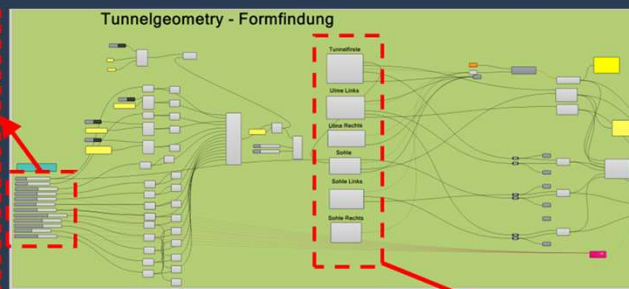 Tunnelgeometry - Formfindung
Tunnelfirste
Ulme Links
Ulme Rechts
Sohle
Sohle Links
Sohle Rechts